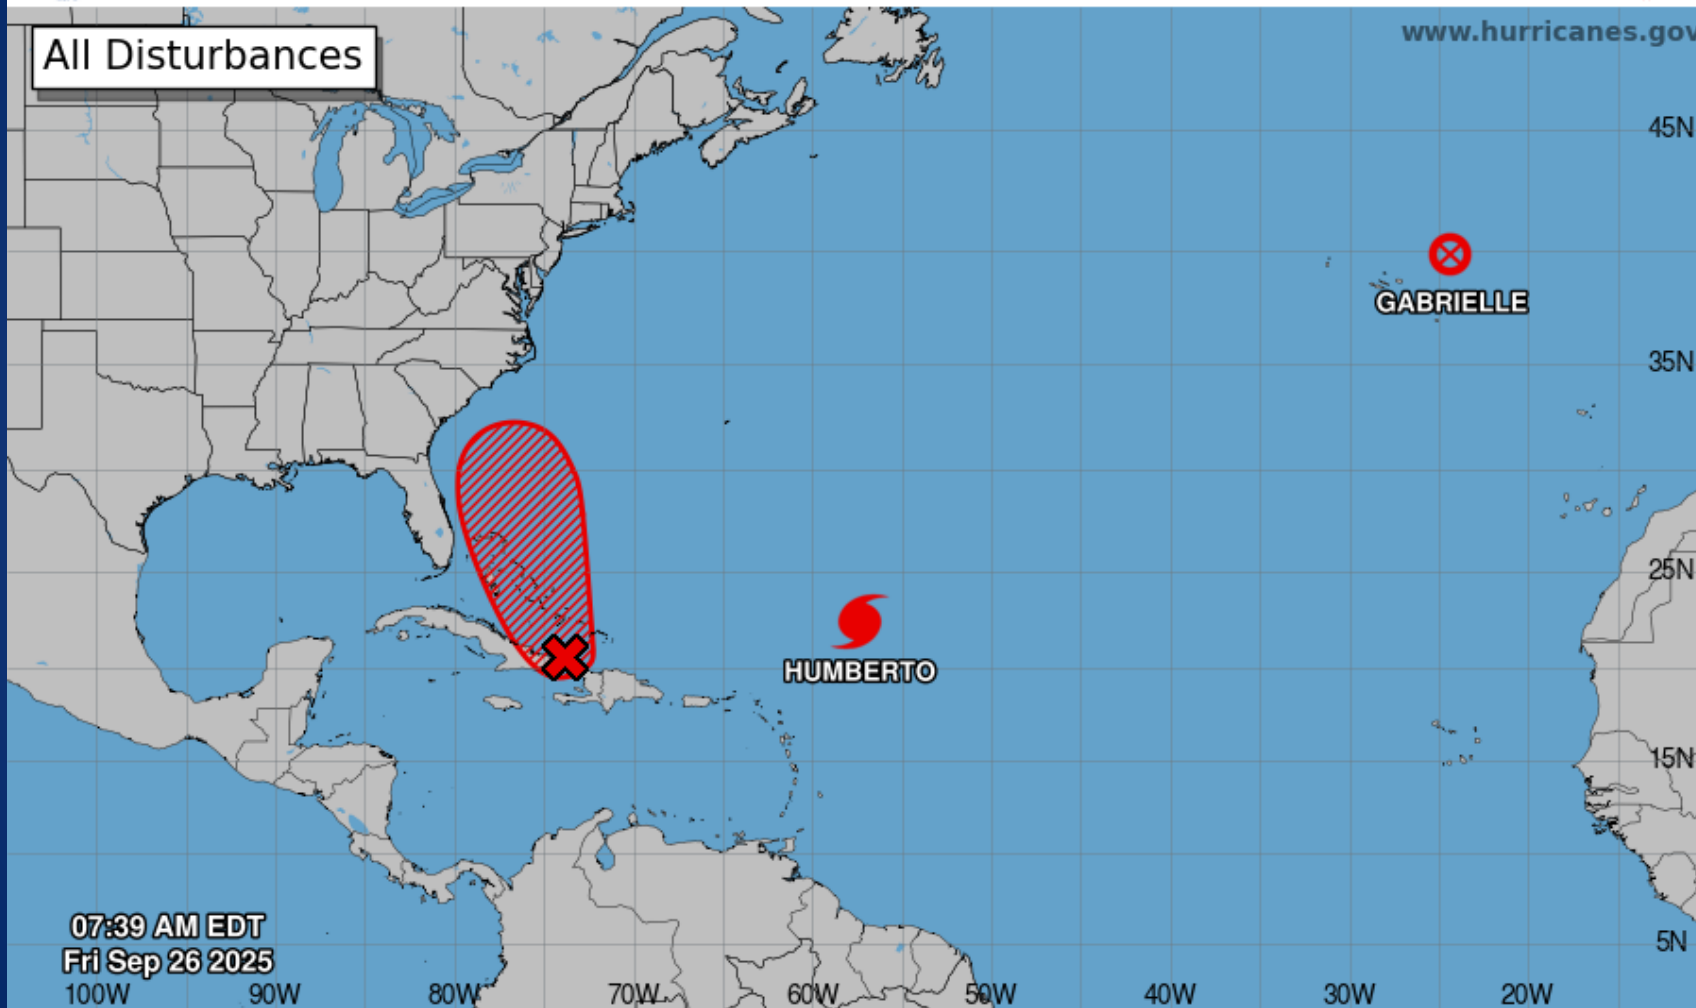 www.hurricanes.gov
All Disturbances
45N
GABRIELLE
35N
25N
HUMBERTO
15N
07:39 AM EDT
Fri Sep 26 2025
5N
100W 90W 80W 70W 60W 50W 40W 30W 20W